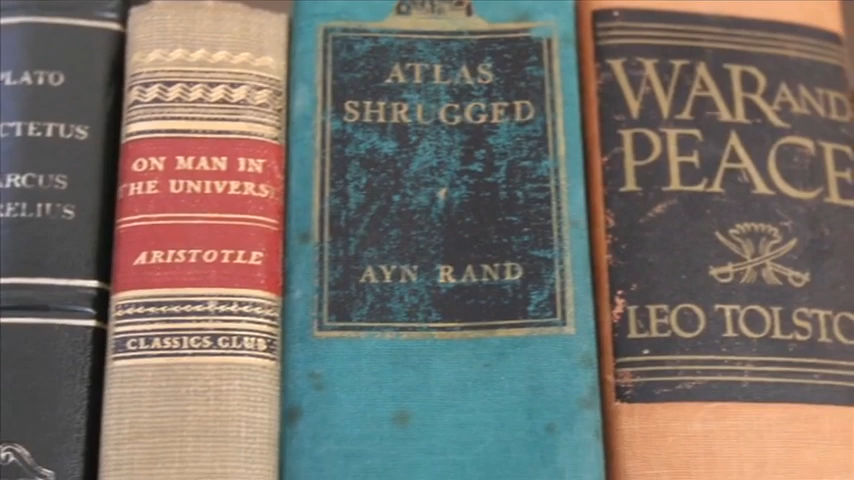 PLATO
CTETUS
ARCUS
RELIUS
ON MAN IN
THE UNIVERSE
ARISTOTLE
CLASSICS CLUB
ATLAS
SHRUGGED
AYN RAND
WAR AND
PEACE
LEO TOLSTO